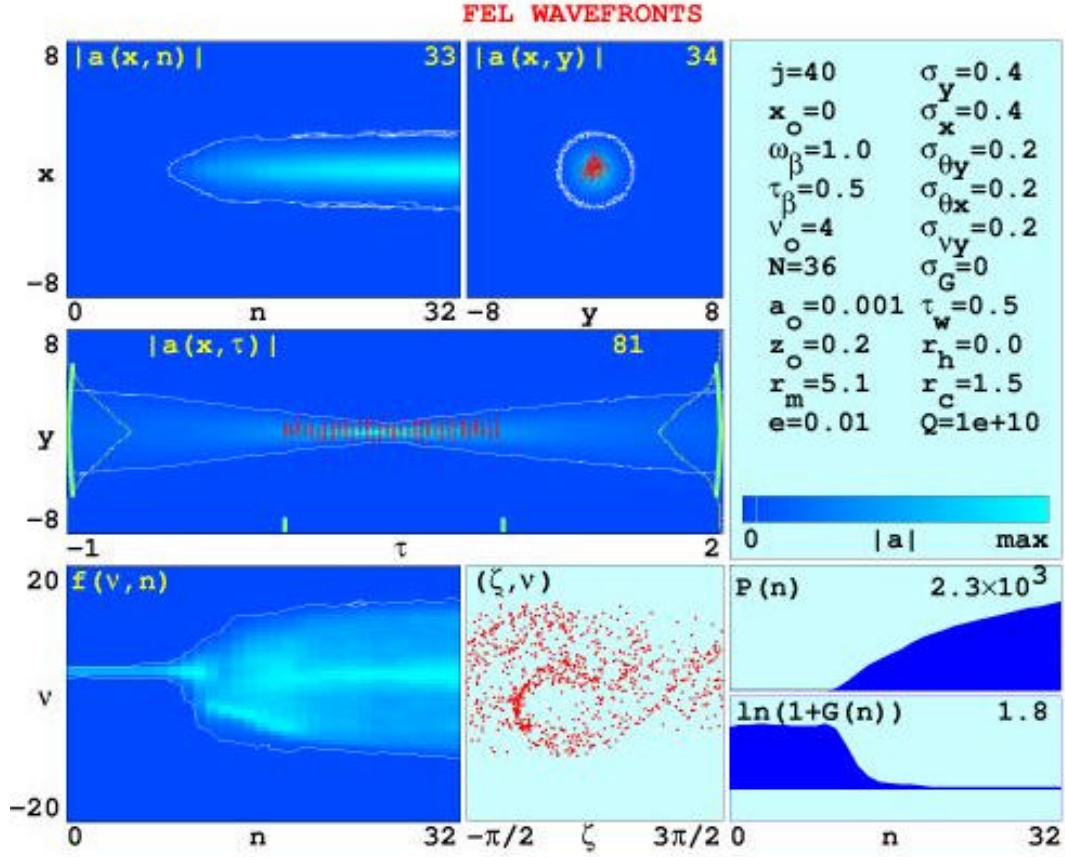 FEL WAVEFRONTS
8 |a(x,n)| 33
x
-8
0 n 32
|a(x,y)| 34
-8 y 8
j=40 σy=0.4
xo=0 σx=0.4
ωβ=1.0 σθy=0.2
τβ=0.5 σθx=0.2
νo=4 σνy=0.2
N=36 σG=0
ao=0.001 τw=0.5
zo=0.2 rh=0.0
rm=5.1 rc=1.5
e=0.01 Q=1e+10
0 |a| max
8 |a(x,τ)| 81
y
-8
-1 τ 2
20 f(ν,n)
ν
-20
0 n 32
(ζ,ν)
-π/2 ζ 3π/2
P(n) 2.3×10³
ln(1+G(n)) 1.8
0 n 32